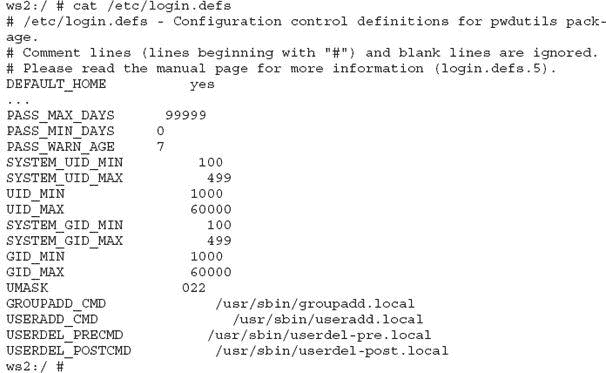 ws2:/ # cat /etc/login.defs
# /etc/login.defs - Configuration control definitions for pwdutils pack-
age.
# Comment lines (lines beginning with "#") and blank lines are ignored.
# Please read the manual page for more information (login.defs.5).
DEFAULT_HOME yes
...
PASS_MAX_DAYS 99999
PASS_MIN_DAYS 0
PASS_WARN_AGE 7
SYSTEM_UID_MIN 100
SYSTEM_UID_MAX 499
UID_MIN 1000
UID_MAX 60000
SYSTEM_GID_MIN 100
SYSTEM_GID_MAX 499
GID_MIN 1000
GID_MAX 60000
UMASK 022
GROUPADD_CMD /usr/sbin/groupadd.local
USERADD_CMD /usr/sbin/useradd.local
USERDEL_PRECMD /usr/sbin/userdel-pre.local
USERDEL_POSTCMD /usr/sbin/userdel-post.local
ws2:/ #